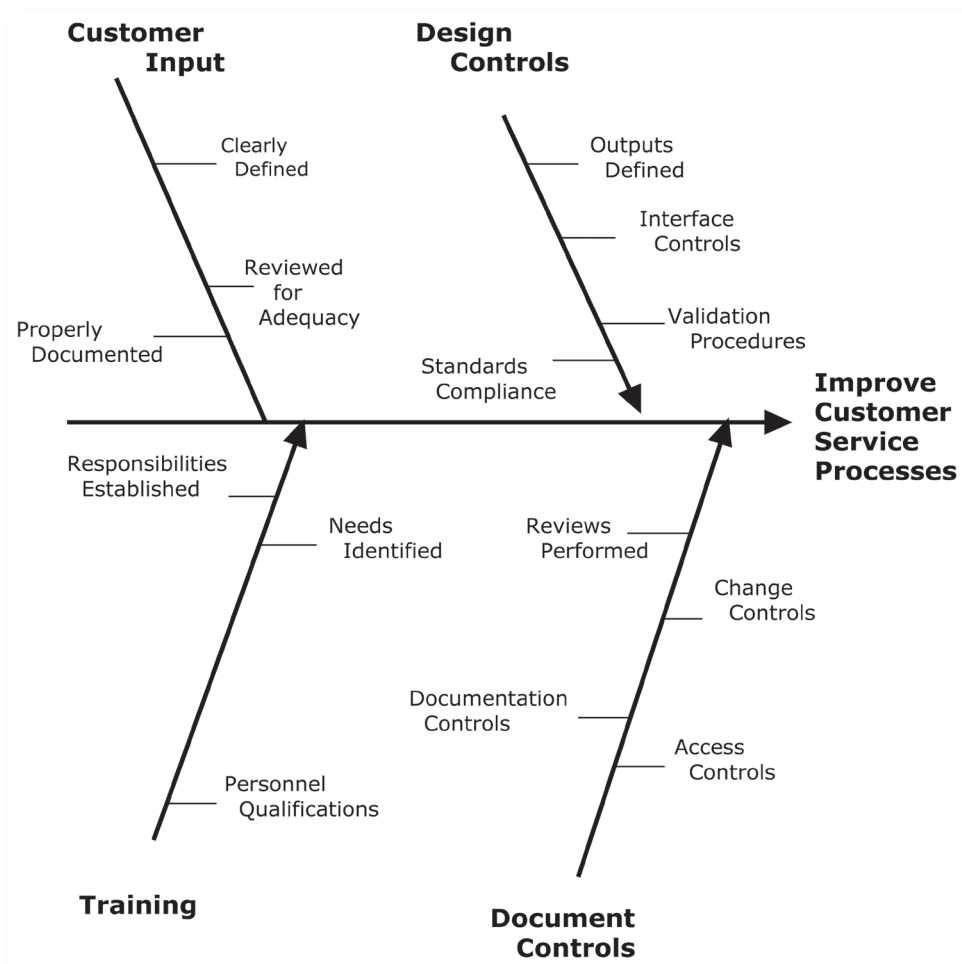 Customer
Input
Design
Controls
Clearly
Defined
Reviewed
for
Adequacy
Properly
Documented
Outputs
Defined
Interface
Controls
Validation
Procedures
Standards
Compliance
Improve
Customer
Service
Processes
Responsibilities
Established
Needs
Identified
Personnel
Qualifications
Training
Reviews
Performed
Change
Controls
Documentation
Controls
Access
Controls
Document
Controls